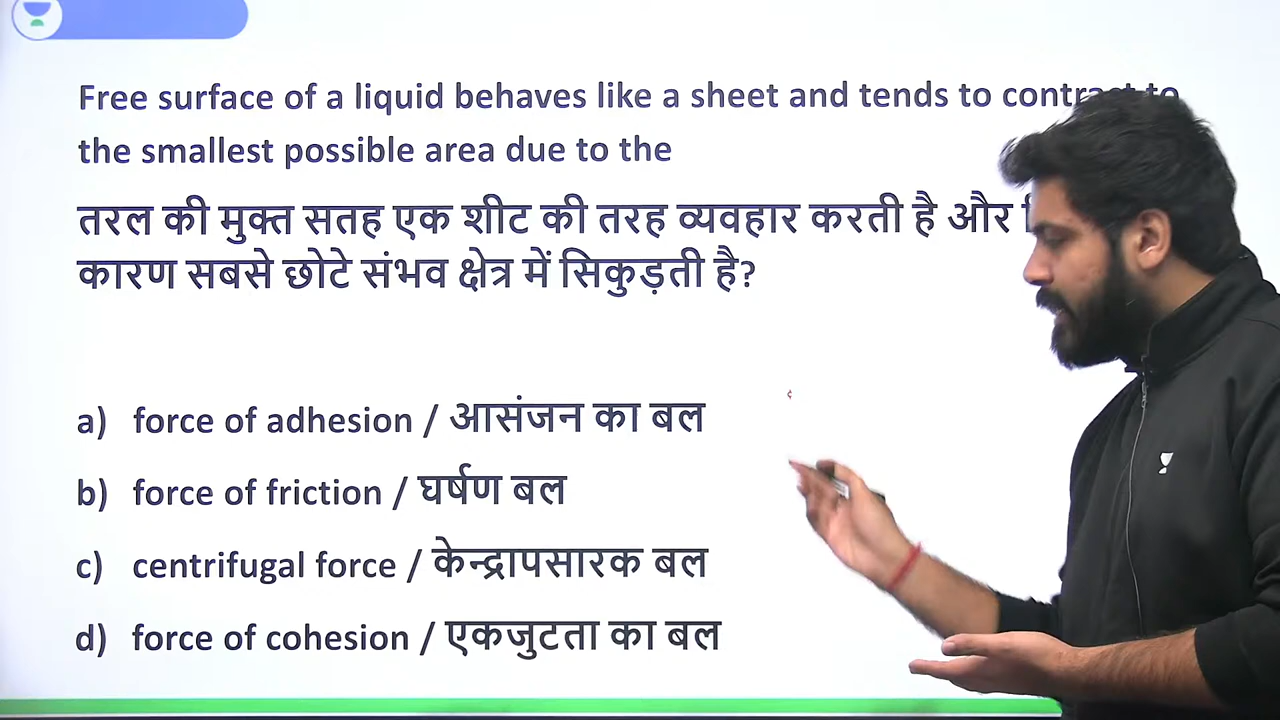 Free surface of a liquid behaves like a sheet and tends to contract to
the smallest possible area due to the
तरल की मुक्त सतह एक शीट की तरह व्यवहार करती है और
कारण सबसे छोटे संभव क्षेत्र में सिकुड़ती है?
a) force of adhesion / आसंजन का बल
b) force of friction / घर्षण बल
c) centrifugal force / केन्द्रापसारक बल
d) force of cohesion / एकजुटता का बल